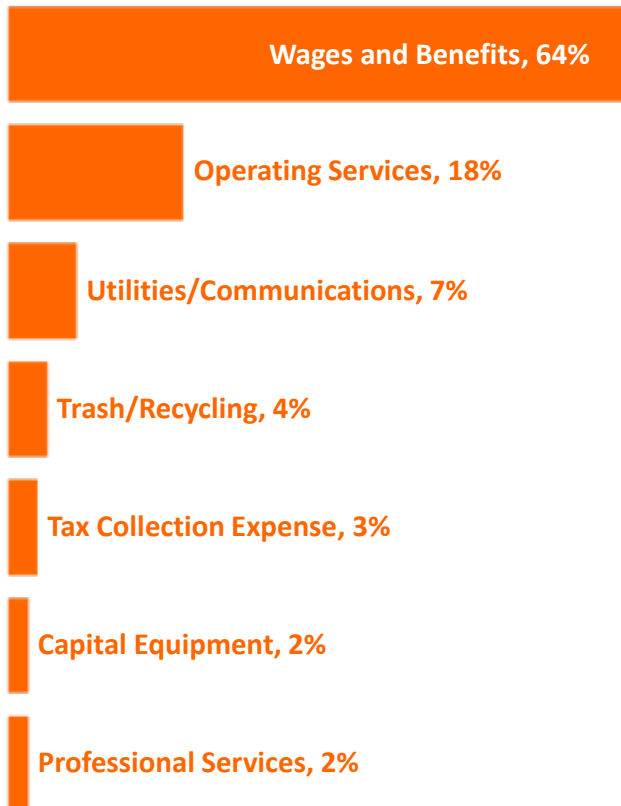 Wages and Benefits, 64%
Operating Services, 18%
Utilities/Communications, 7%
Trash/Recycling, 4%
Tax Collection Expense, 3%
Capital Equipment, 2%
Professional Services, 2%